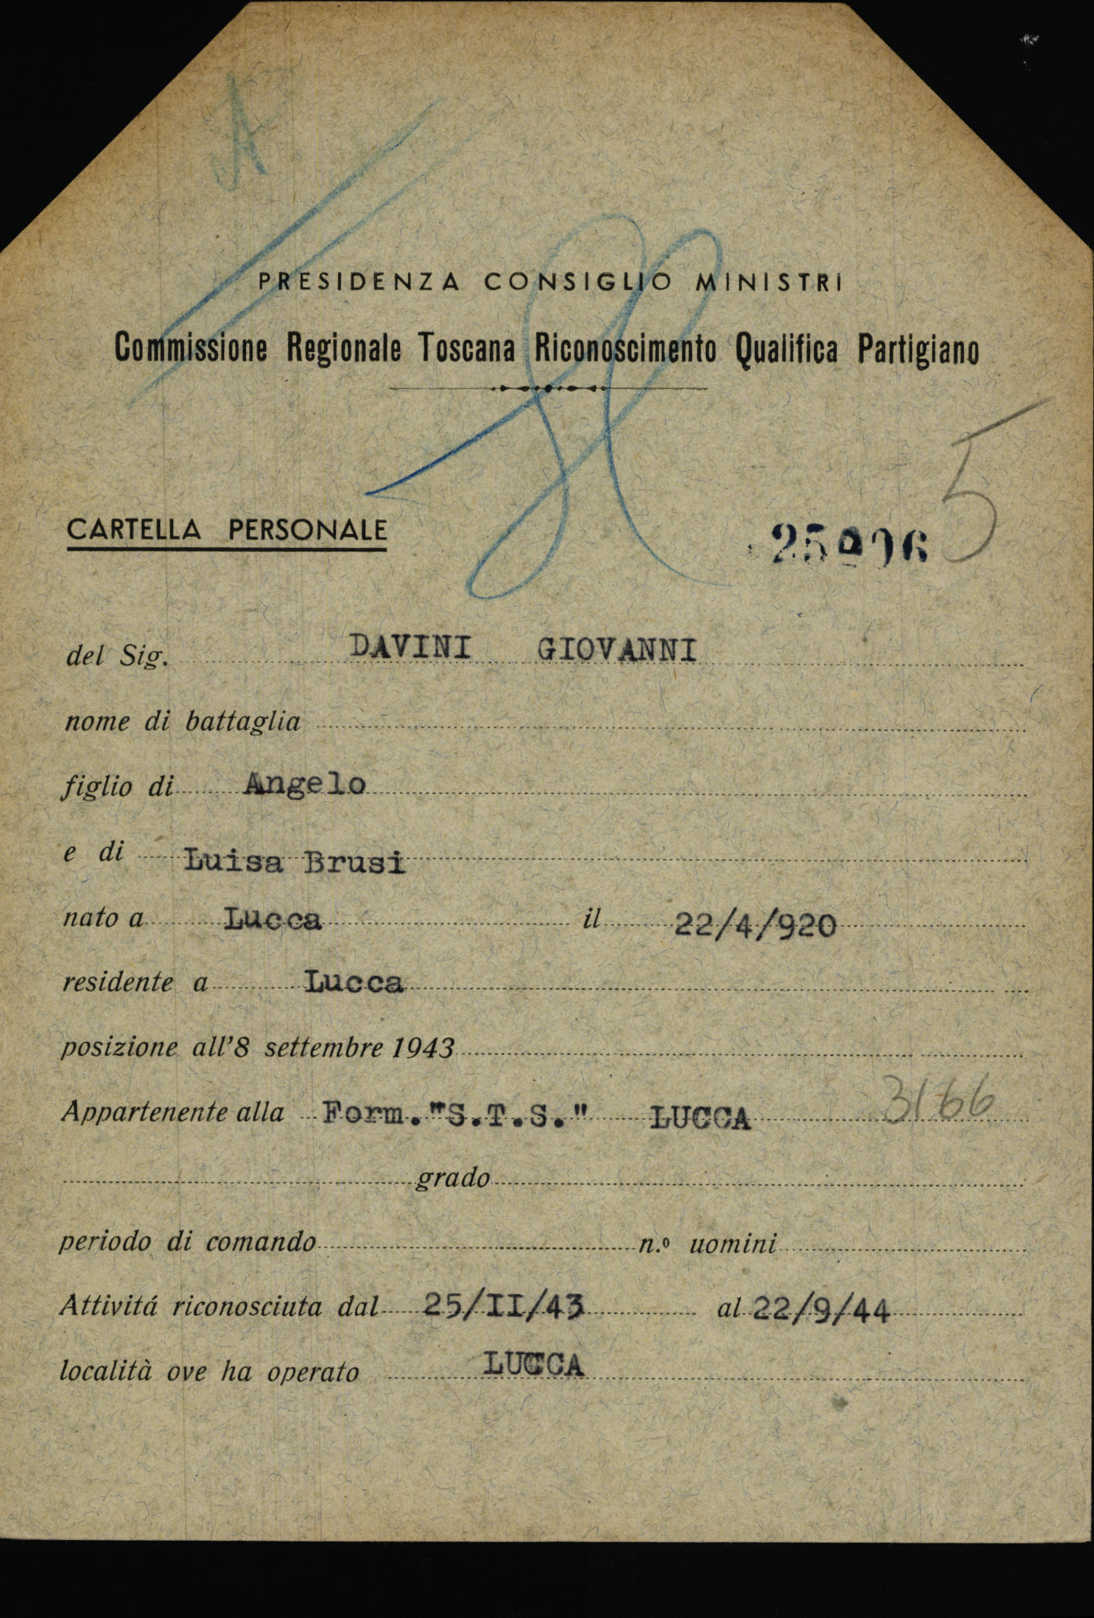 PRESIDENZA CONSIGLIO MINISTRI
Commissione Regionale Toscana Riconoscimento Qualifica Partigiano
CARTELLA PERSONALE
5
del Sig. DAVINI GIOVANNI
nome di battaglia
figlio di Angelo
e di Luisa Brusi
nato a Lucca il 22/4/920
residente a Lucca
posizione all'8 settembre 1943
Appartenente alla Form."S.T.S." LUCCA 3166
grado
periodo di comando n.º uomini
Attivitá riconosciuta dal 25/II/43 al 22/9/44
località ove ha operato LUCCA